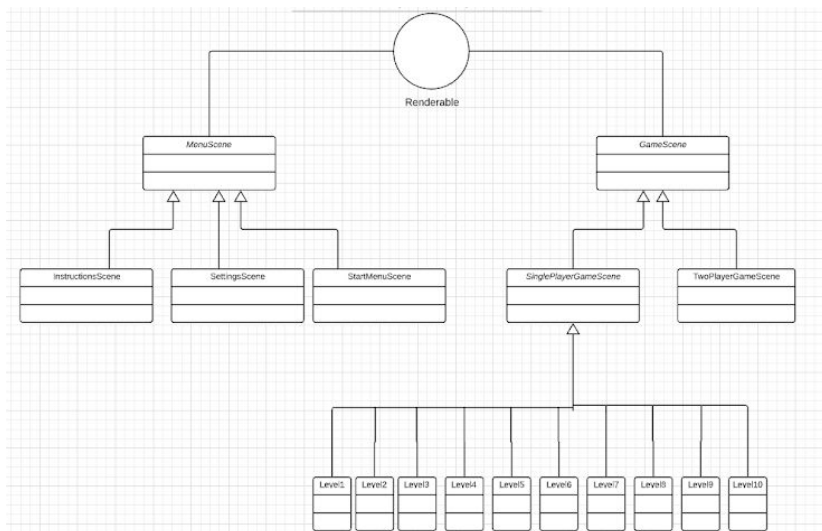 Renderable
MenuScene
GameScene
InstructionsScene
SettingsScene
StartMenuScene
SinglePlayerGameScene
TwoPlayerGameScene
Level1
Level2
Level3
Level4
Level5
Level6
Level7
Level8
Level9
Level10